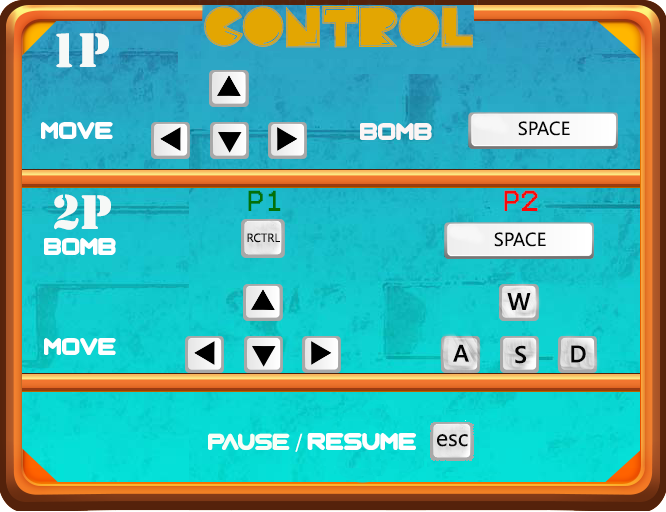 CONTROL
1P
MOVE BOMB SPACE
2P P1 P2
BOMB RCTRL SPACE
W
MOVE A S D
PAUSE / RESUME esc